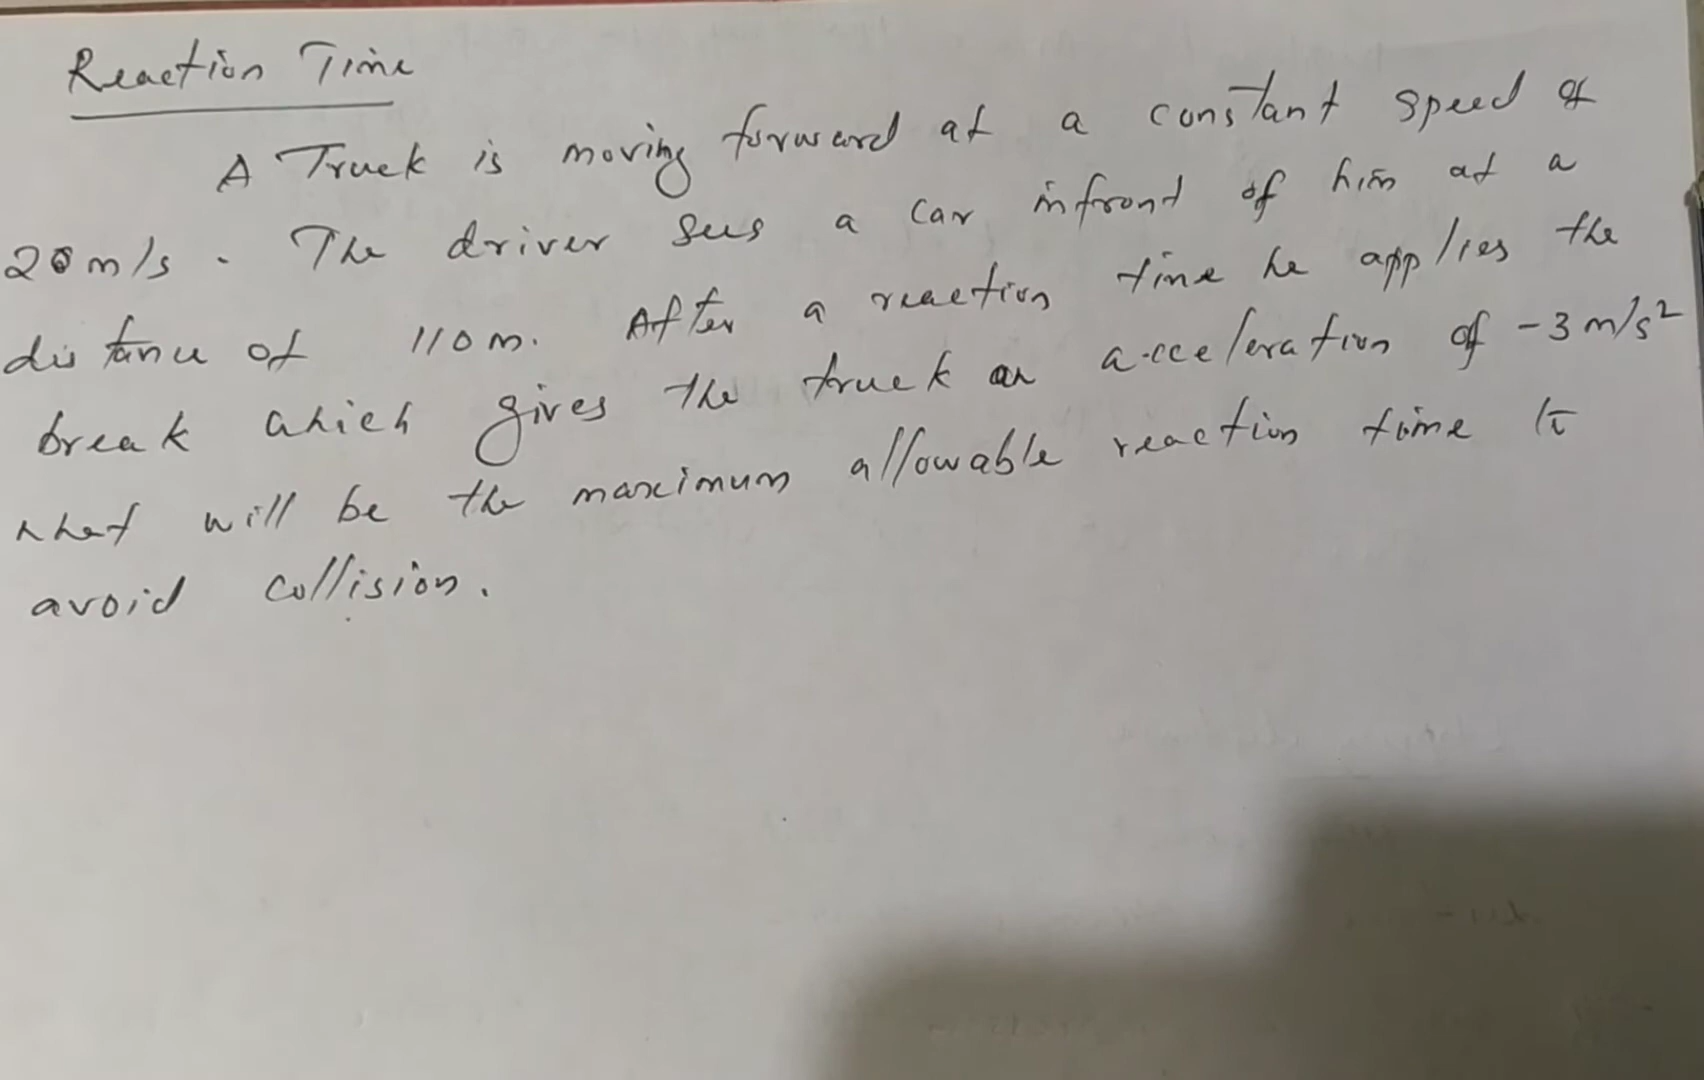 Reaction Time
A Truck is moving forward at a constant speed of
20 m/s. The driver sees a car infront of him at a
distance of 110 m. After a reaction time he applies the
break which gives the truck an acceleration of -3 m/s²
what will be the maximum allowable reaction time to
avoid collision.